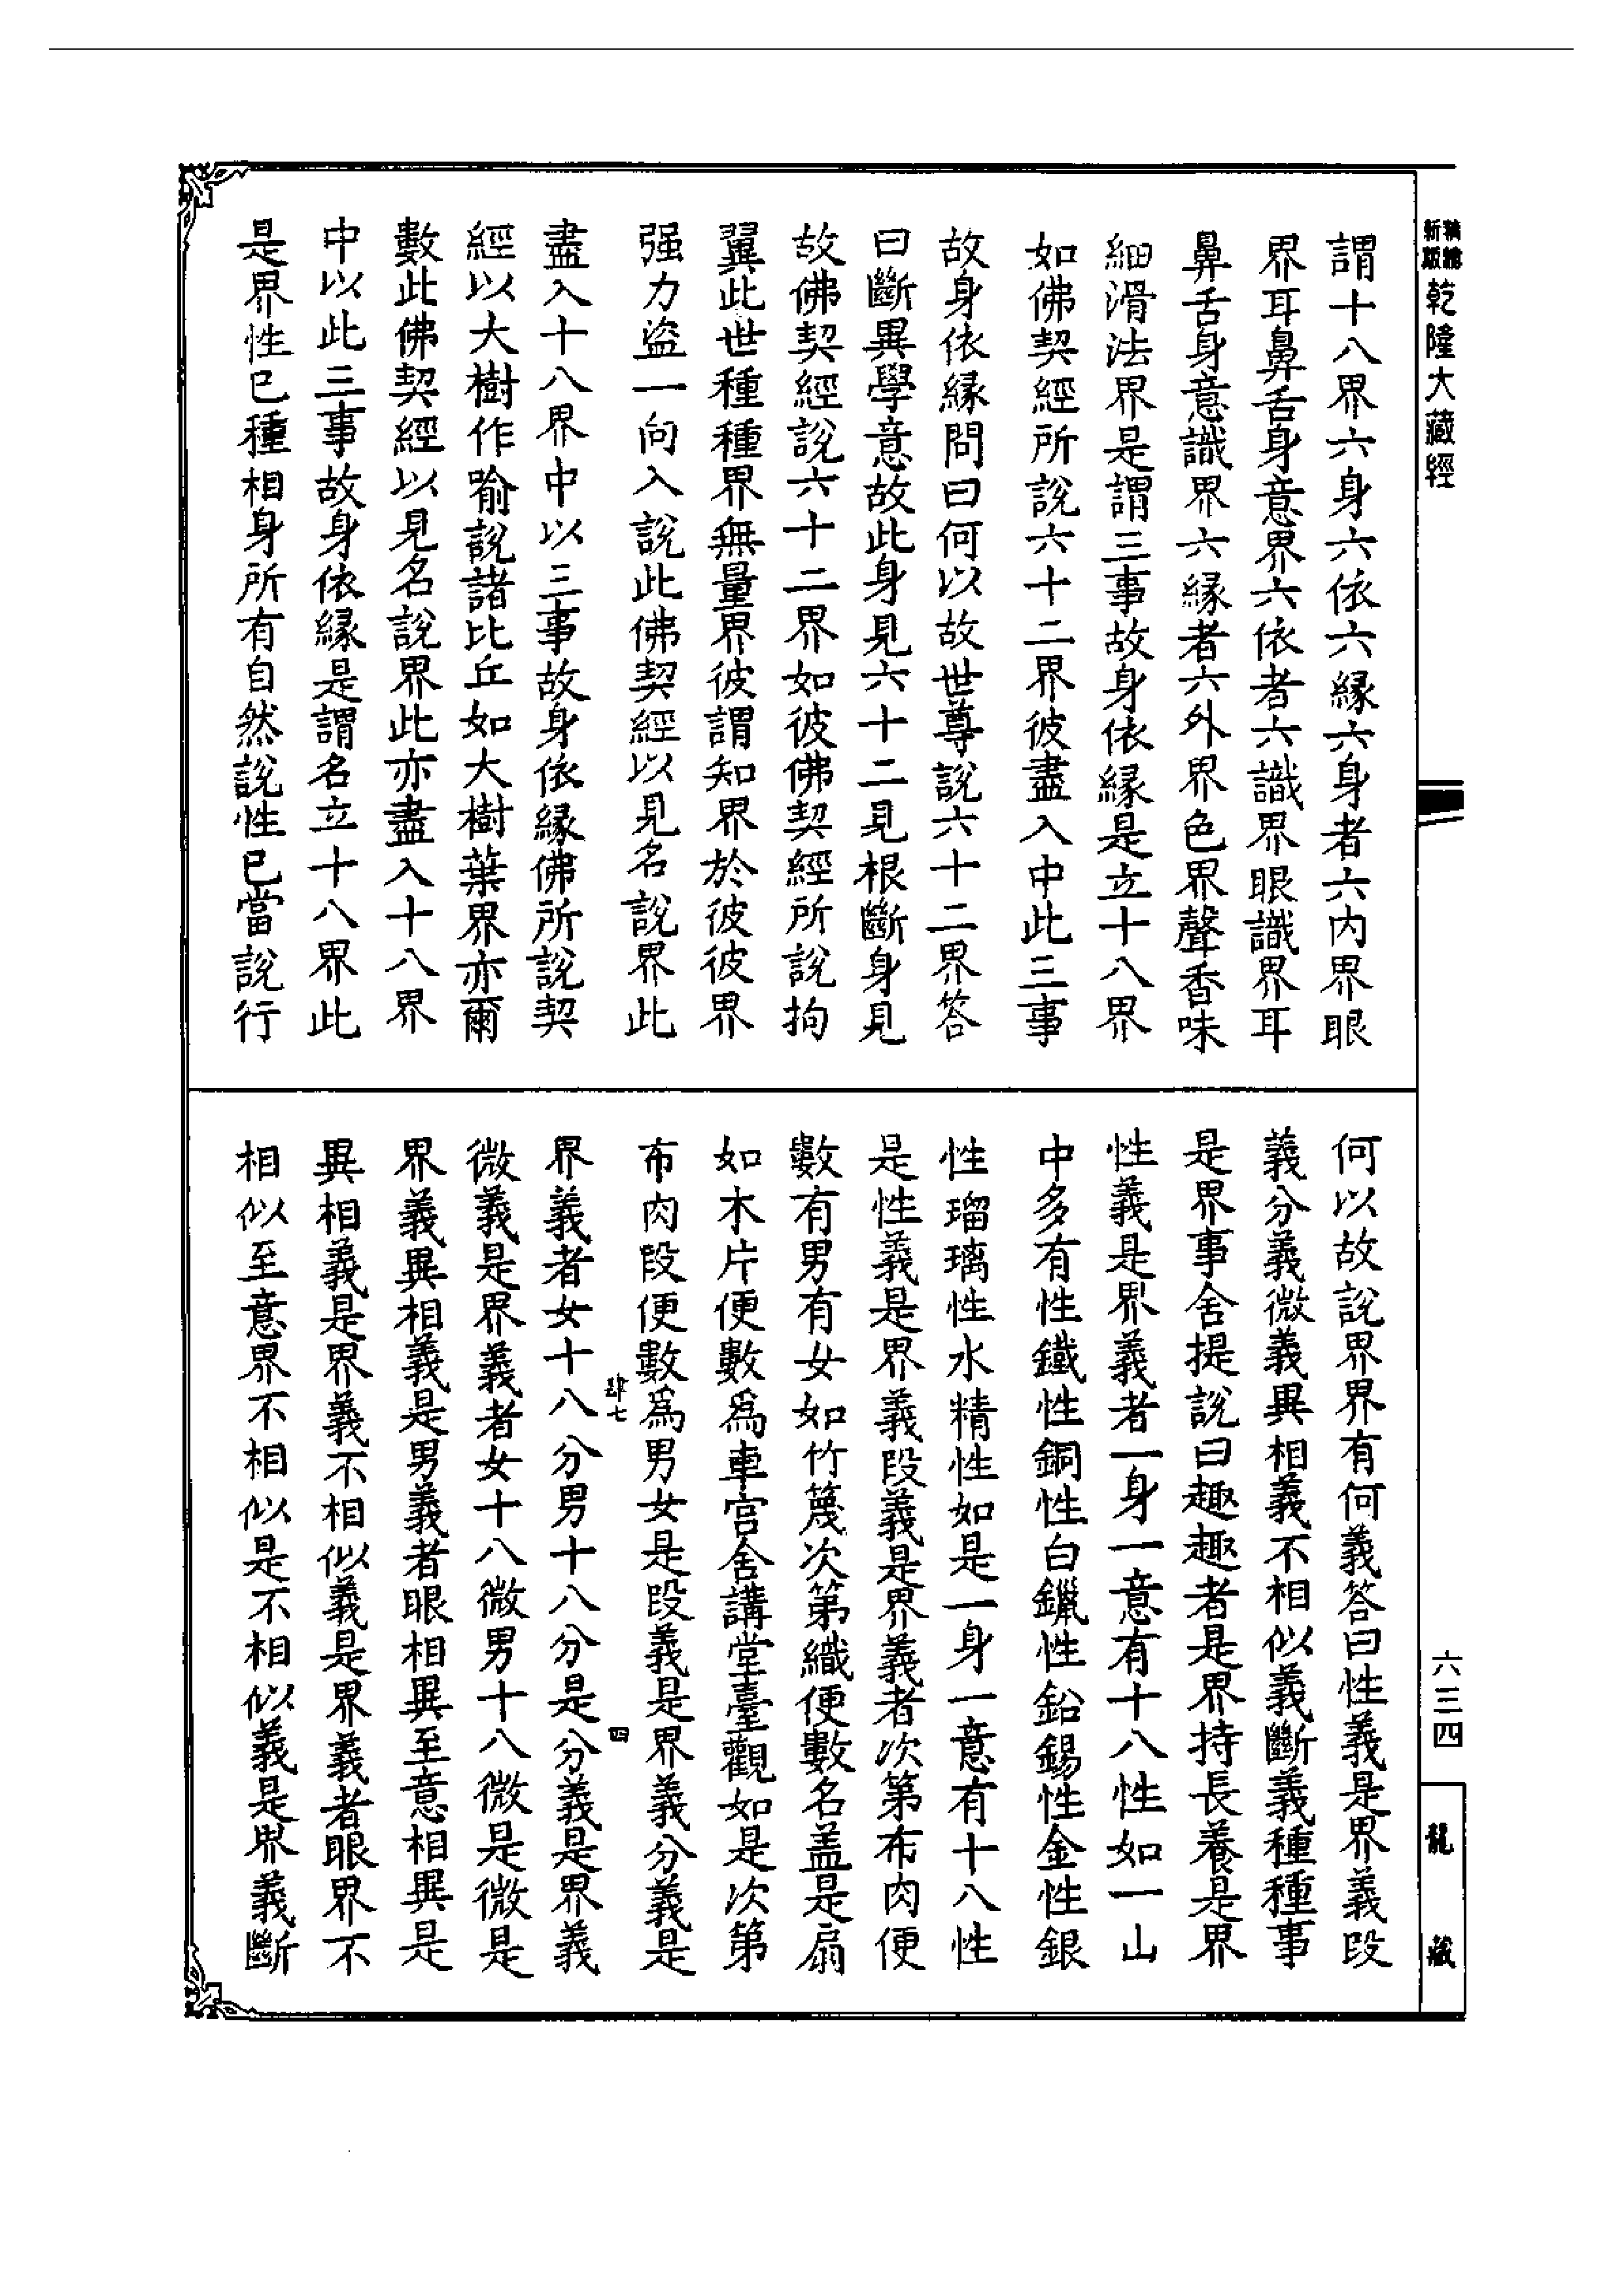 新版精縮乾隆大藏經
謂十八界六身六依六緣六身者六内界眼
界耳鼻舌身意界六依者六識界眼識界耳
鼻舌身意識界六緣者六外界色界聲香味
細滑法界是謂三事故身依緣是立十八界
如佛契經所說六十二界彼盡入中此三事
故身依緣問曰何以故世尊說六十二界答
曰斷異學意故此身見六十二見根斷身見
故佛契經說六十二界如彼佛契經所說拘
翼此世種種界無量界彼謂知界於彼彼界
强力盜一向入說此佛契經以見名說界此
盡入十八界中以三事故身依緣佛所說契
經以大樹作喻說諸比丘如大樹葉界亦爾
數此佛契經以見名說界此亦盡入十八界
中以此三事故身依緣是謂名立十八界此
是界性已種相身所有自然說性已當說行
何以故說界界有何義答曰性義是界義段
義分義微義異相義不相似義斷義種種事
是界事舍提說曰趣趣者是界持長養是界
性義是界義者一身一意有十八性如一山
中多有性鐵性銅性白鑞性鉛錫性金性銀
性瑠璃性水精性如是一身一意有十八性
是性義是界義段義是界義者次第布肉便
數有男有女如竹篾次第織便數名盖是扇
如木片便數爲車宫舍講堂臺觀如是次第
布肉段便數爲男女是段義是界義分義是
肆七
四
界義者女十八分男十八分是分義是界義
微義是界義者女十八微男十八微是微是
界義異相義是男義者眼相異至意相異是
異相義是界義不相似義是界義者眼界不
相似至意界不相似是不相似義是界義斷
六三四
龍藏